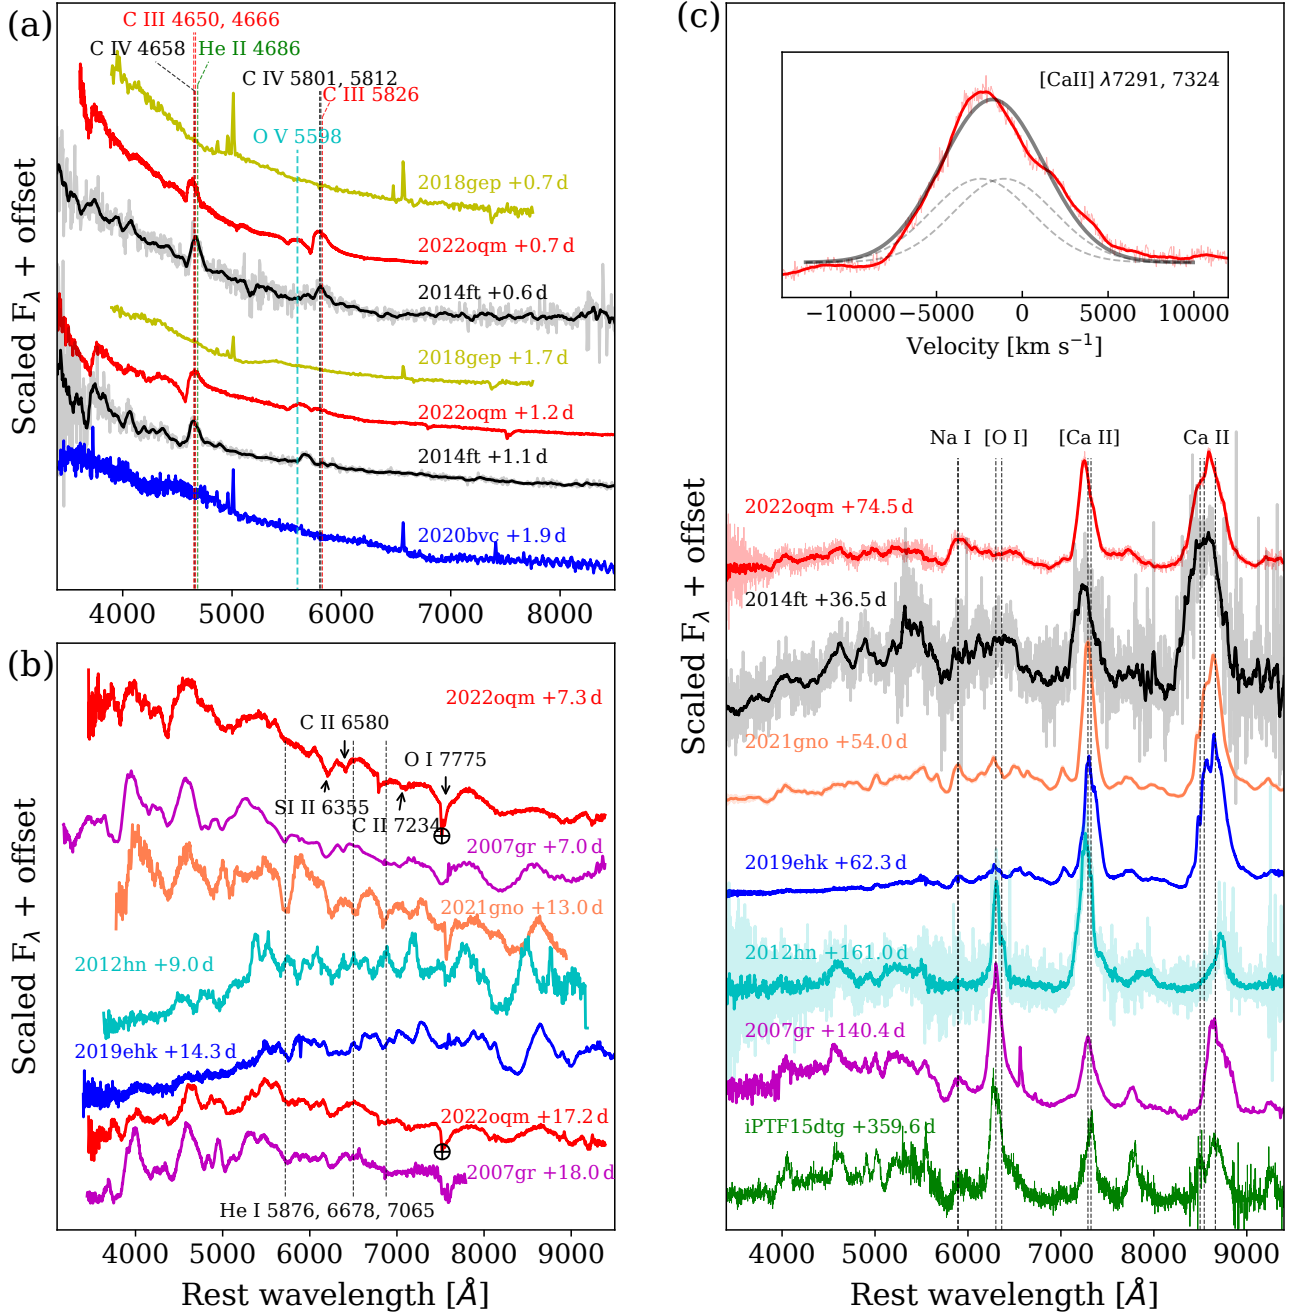 (a)
C III 4650, 4666
C IV 4658
He II 4686
C IV 5801, 5812
C III 5826
O V 5598
2018gep +0.7 d
2022oqm +0.7 d
2014ft +0.6 d
2018gep +1.7 d
2022oqm +1.2 d
2014ft +1.1 d
2020bvc +1.9 d
Scaled Fλ + offset
4000 5000 6000 7000 8000
(b)
2022oqm +7.3 d
C II 6580
O I 7775
SI II 6355
C II 7234
⊕
2007gr +7.0 d
2021gno +13.0 d
2012hn +9.0 d
2019ehk +14.3 d
2022oqm +17.2 d
⊕
2007gr +18.0 d
He I 5876, 6678, 7065
Scaled Fλ + offset
4000 5000 6000 7000 8000 9000
Rest wavelength [Å]
(c)
[CaII] λ7291, 7324
−10000 −5000 0 5000 10000
Velocity [km s⁻¹]
Na I [O I] [Ca II] Ca II
2022oqm +74.5 d
2014ft +36.5 d
2021gno +54.0 d
2019ehk +62.3 d
2012hn +161.0 d
2007gr +140.4 d
iPTF15dtg +359.6 d
Scaled Fλ + offset
4000 5000 6000 7000 8000 9000
Rest wavelength [Å]